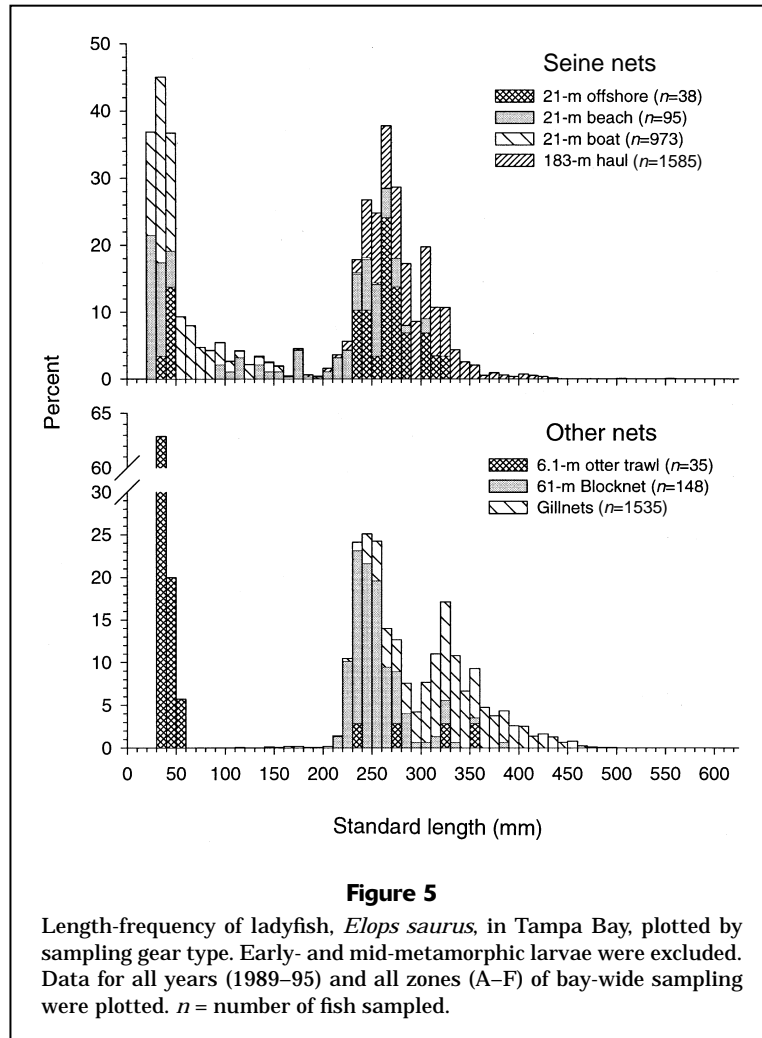 50
40
30
20
10
0
Seine nets
21-m offshore (n=38)
21-m beach (n=95)
21-m boat (n=973)
183-m haul (n=1585)
Percent
65
60
30
25
20
15
10
5
0
Other nets
6.1-m otter trawl (n=35)
61-m Blocknet (n=148)
Gillnets (n=1535)
0 50 100 150 200 250 300 350 400 450 500 550 600
Standard length (mm)
Figure 5
Length-frequency of ladyfish, Elops saurus, in Tampa Bay, plotted by
sampling gear type. Early- and mid-metamorphic larvae were excluded.
Data for all years (1989–95) and all zones (A–F) of bay-wide sampling
were plotted. n = number of fish sampled.